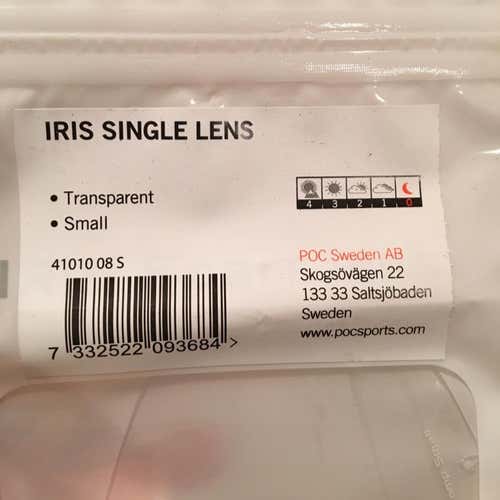 IRIS SINGLE LENS
• Transparent
• Small
4 3 2 1 0
41010 08 S
7 332522 093684 >
POC Sweden AB
Skogsövägen 22
133 33 Saltsjöbaden
Sweden
www.pocsports.com